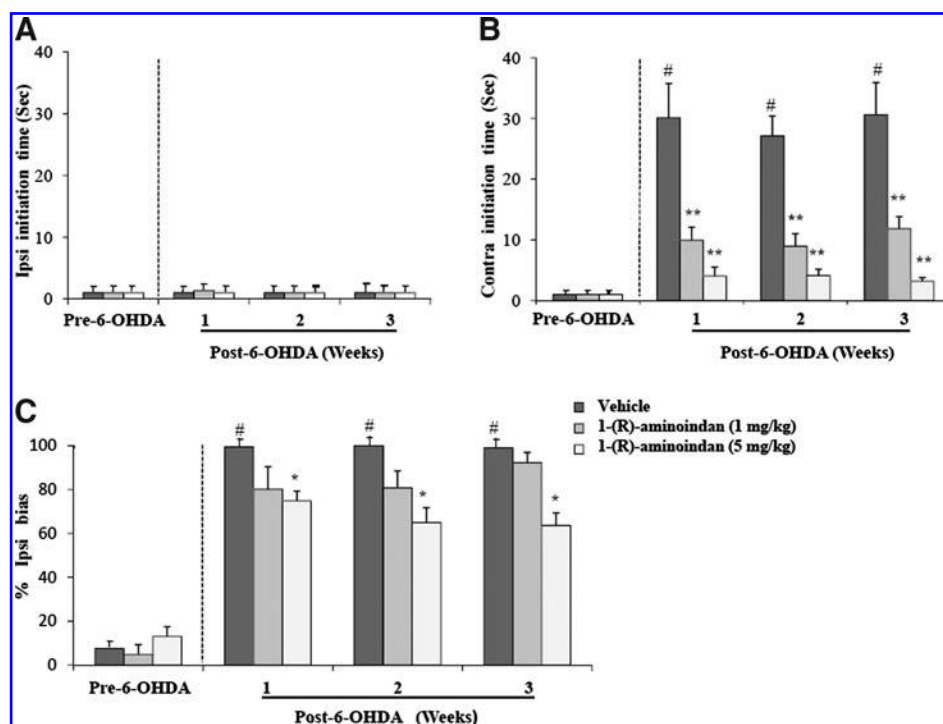 A
Ipsi initiation time (Sec)
40
30
20
10
0
Pre-6-OHDA
1 2 3
Post-6-OHDA (Weeks)
B
Contra initiation time (Sec)
40
30
20
10
0
# # #
** ** ** ** ** **
Pre-6-OHDA
1 2 3
Post-6-OHDA (Weeks)
C
% Ipsi bias
100
80
60
40
20
0
# # #
* * *
Pre-6-OHDA
1 2 3
Post-6-OHDA (Weeks)
Vehicle
1-(R)-aminoindan (1 mg/kg)
1-(R)-aminoindan (5 mg/kg)